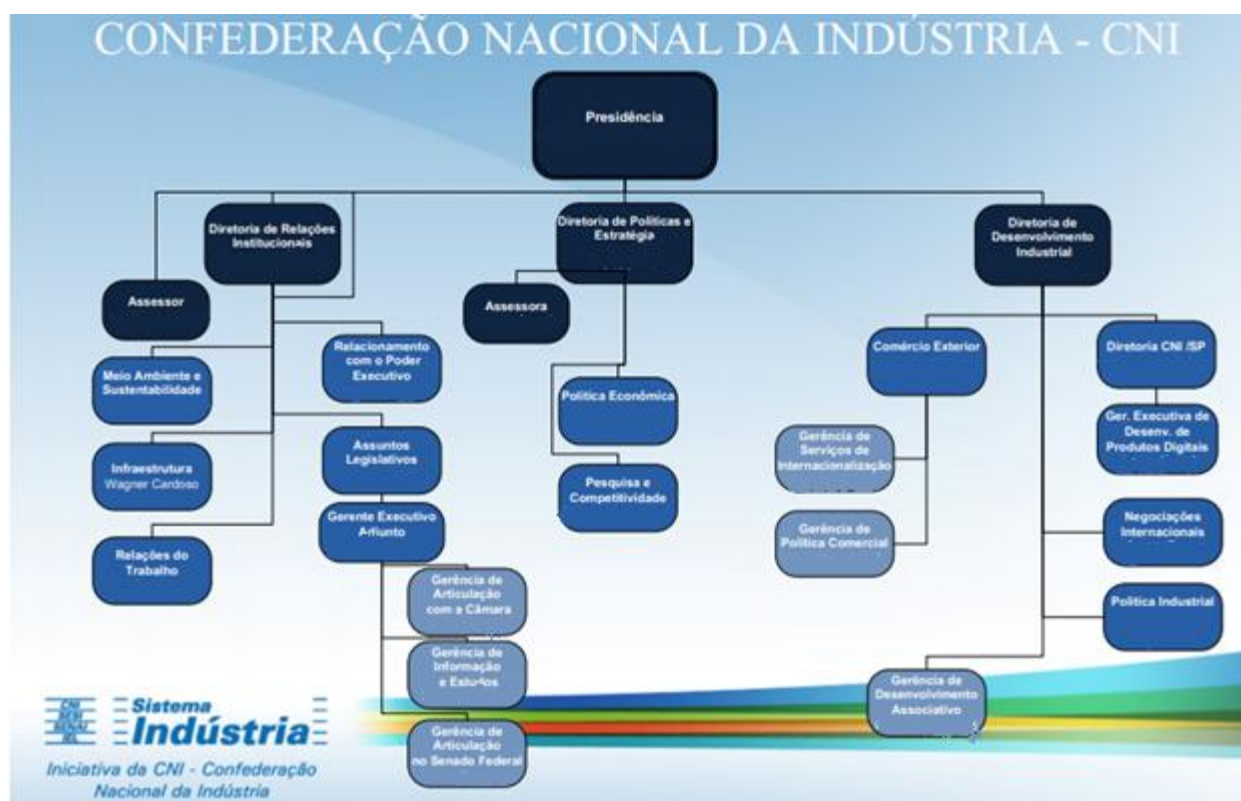 CONFEDERAÇÃO NACIONAL DA INDÚSTRIA - CNI
Presidência
Diretoria de Relações
Institucionais
Diretoria de Políticas e
Estratégia
Diretoria de
Desenvolvimento
Industrial
Assessor
Assessora
Relacionamento
com o Poder
Executivo
Comércio Exterior
Diretoria CNI /SP
Meio Ambiente e
Sustentabilidade
Política Econômica
Ger. Executiva de
Desenv. de
Produtos Digitais
Assuntos
Legislativos
Gerência de
Serviços de
Internacionalização
Infraestrutura
Wagner Cardoso
Pesquisa e
Competitividade
Gerente Executivo
Adjunto
Gerência de
Política Comercial
Negociações
Internacionais
Relações do
Trabalho
Gerência de
Articulação
com a Câmara
Política Industrial
Gerência de
Informação
e Estudos
Gerência de
Desenvolvimento
Associativo
Gerência de
Articulação
no Senado Federal
CNI
SESI
SENAI
IEL
Sistema
Indústria
Iniciativa da CNI - Confederação
Nacional da Indústria